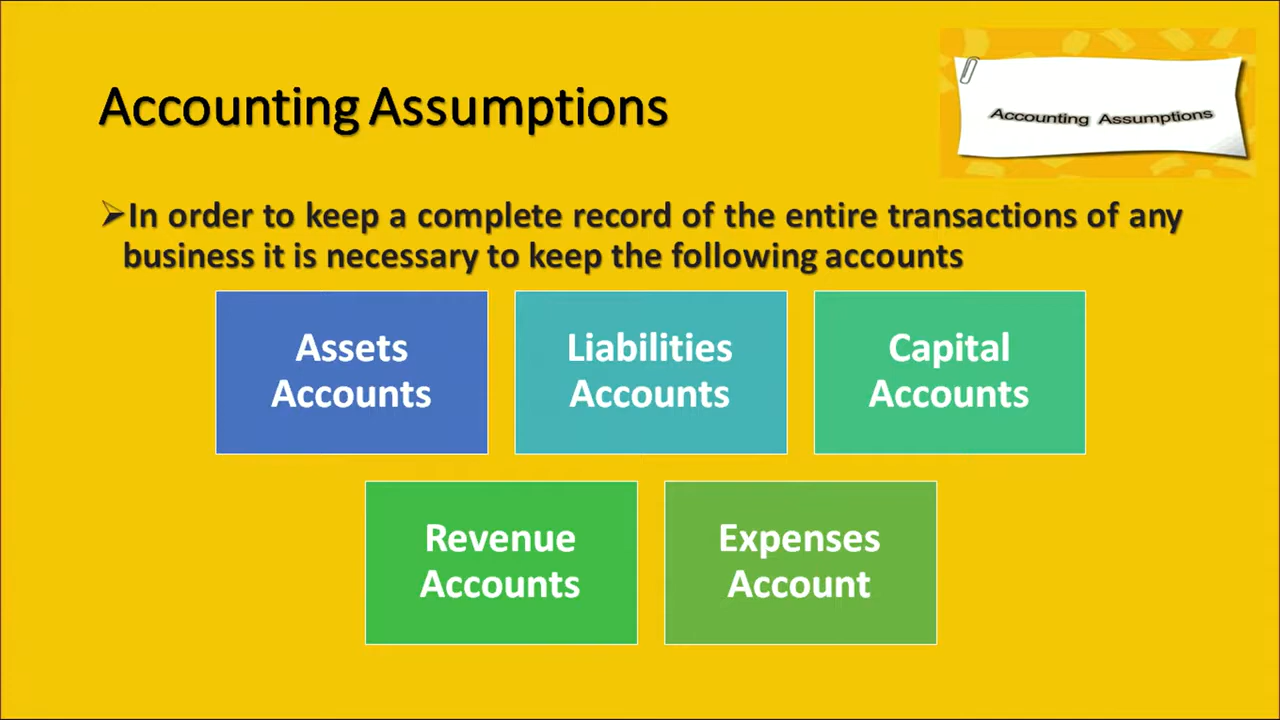 Accounting Assumptions
Accounting Assumptions
➢In order to keep a complete record of the entire transactions of any
business it is necessary to keep the following accounts
Assets
Accounts
Liabilities
Accounts
Capital
Accounts
Revenue
Accounts
Expenses
Account